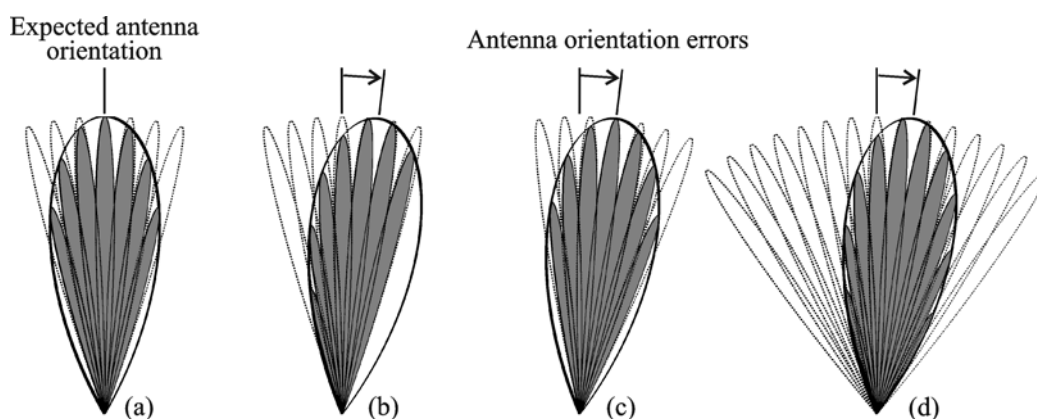 Expected antenna
orientation
Antenna orientation errors
(a)
(b)
(c)
(d)